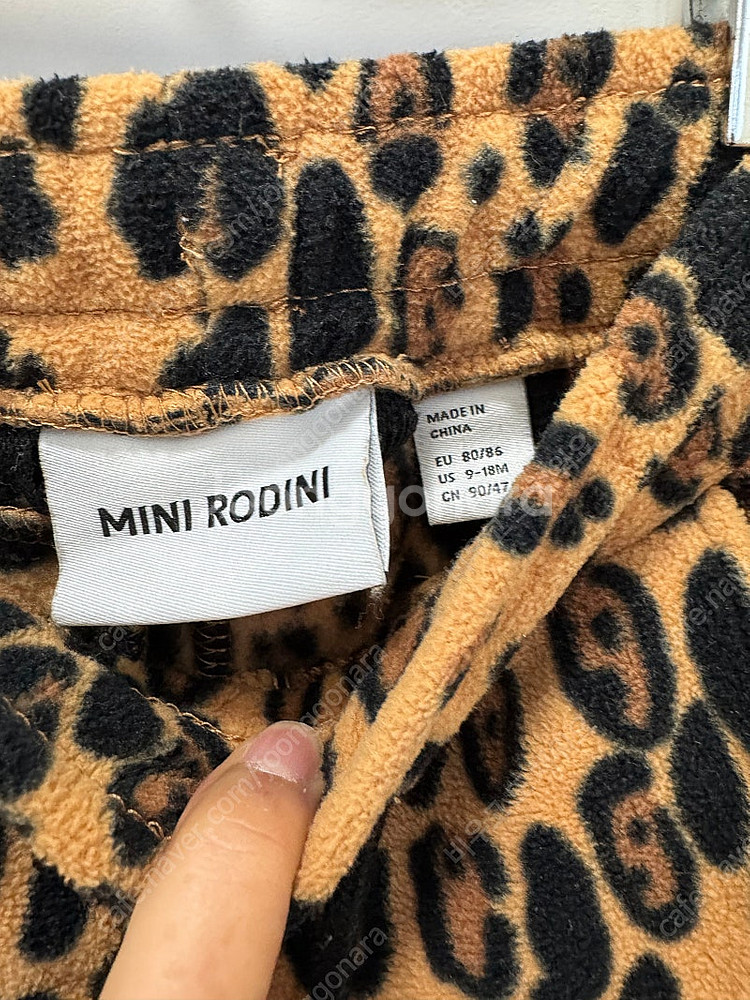 MINI RODINI
MADE IN
CHINA
EU 80/86
US 9-18M
CN 90/47